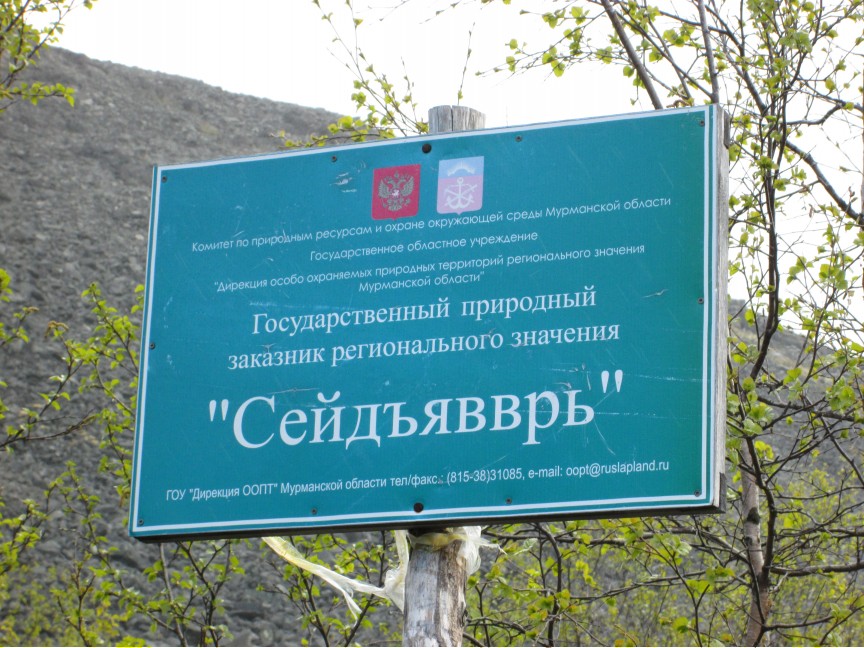 Комитет по природным ресурсам и охране окружающей среды Мурманской области
Государственное областное учреждение
"Дирекция особо охраняемых природных территорий регионального значения
Мурманской области"
Государственный природный
заказник регионального значения
"Сейдъявврь"
ГОУ "Дирекция ООПТ" Мурманской области тел/факс.: (815-38)31085, e-mail: oopt@ruslapland.ru